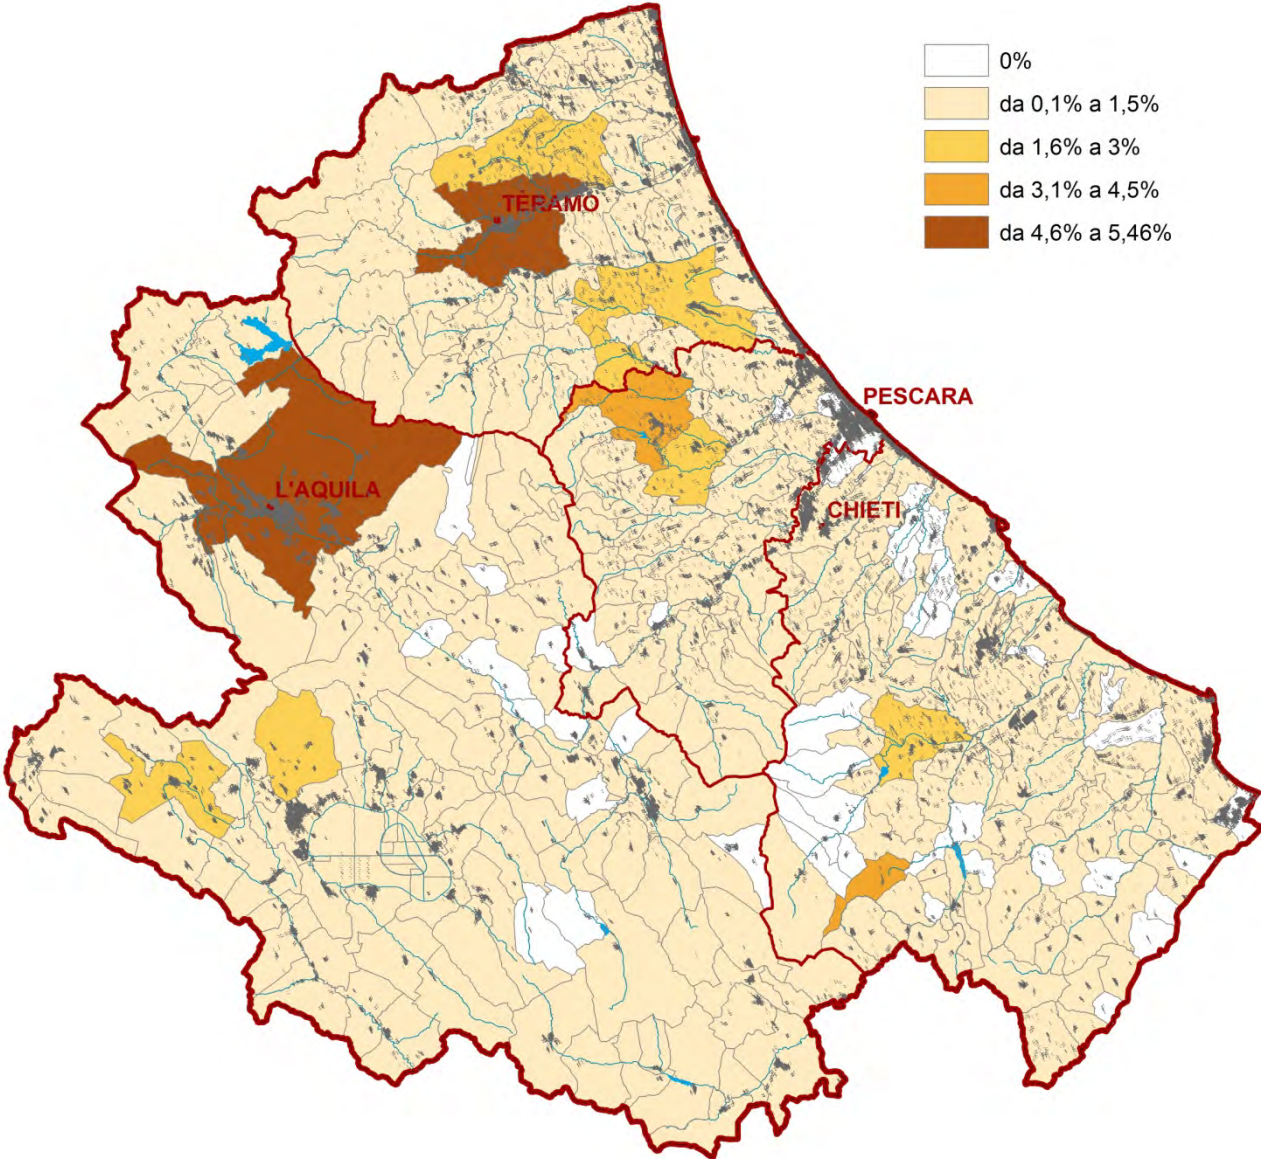 0%
da 0,1% a 1,5%
da 1,6% a 3%
da 3,1% a 4,5%
da 4,6% a 5,46%
TÈRAMO
PESCARA
L'AQUILA
CHIETI